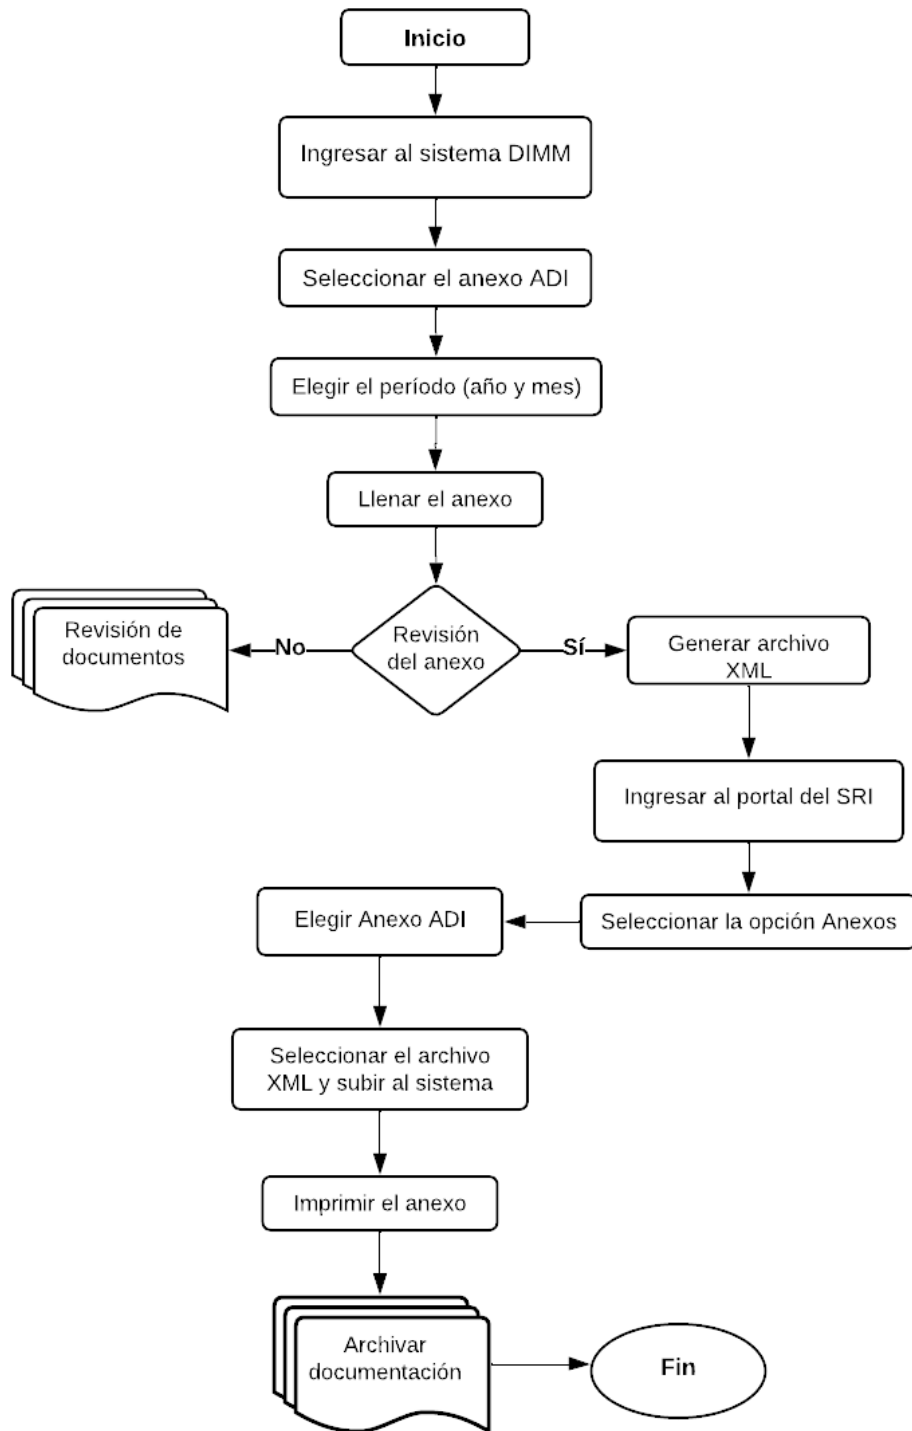 Inicio
Ingresar al sistema DIMM
Seleccionar el anexo ADI
Elegir el período (año y mes)
Llenar el anexo
Revisión de
documentos
No
Revisión
del anexo
Sí
Generar archivo
XML
Ingresar al portal del SRI
Seleccionar la opción Anexos
Elegir Anexo ADI
Seleccionar el archivo
XML y subir al sistema
Imprimir el anexo
Archivar
documentación
Fin